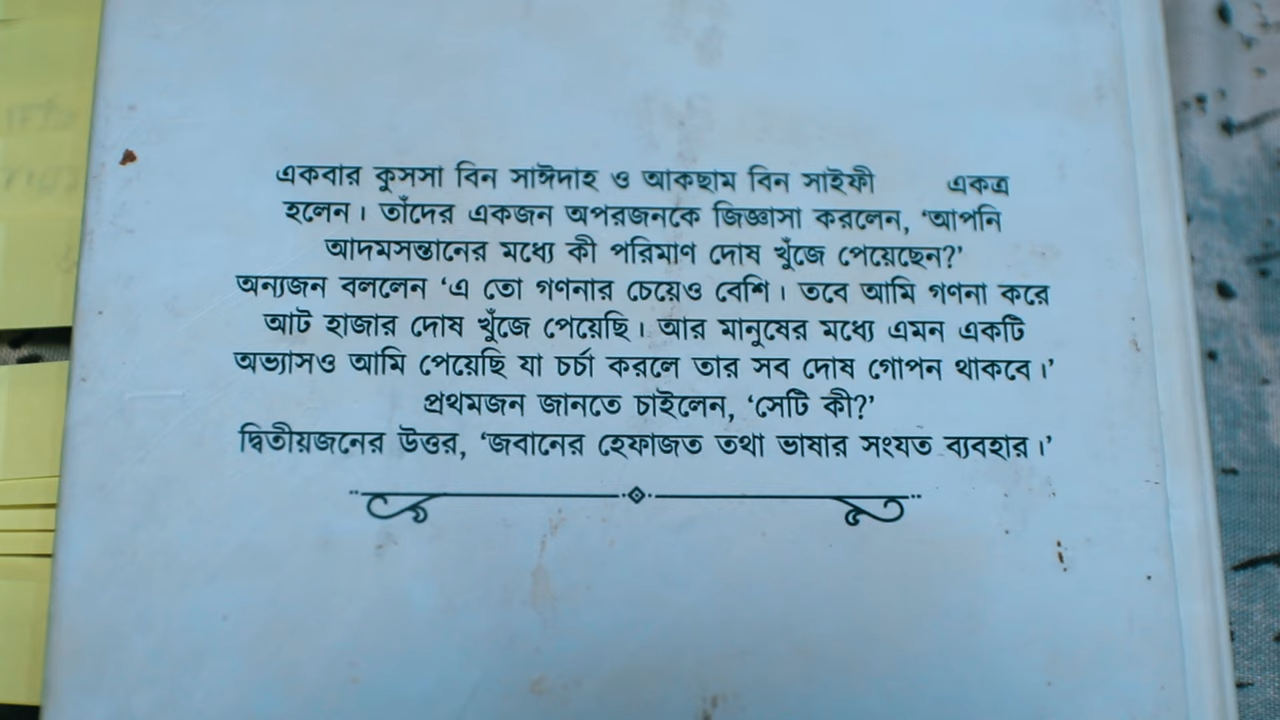 একবার কুসসা বিন সাঈদাহ ও আকছাম বিন সাইফী একত্র
হলেন। তাঁদের একজন অপরজনকে জিজ্ঞাসা করলেন, ‘আপনি
আদমসন্তানের মধ্যে কী পরিমাণ দোষ খুঁজে পেয়েছেন?’
অন্যজন বললেন ‘এ তো গণনার চেয়েও বেশি। তবে আমি গণনা করে
আট হাজার দোষ খুঁজে পেয়েছি। আর মানুষের মধ্যে এমন একটি
অভ্যাসও আমি পেয়েছি যা চর্চা করলে তার সব দোষ গোপন থাকবে।’
প্রথমজন জানতে চাইলেন, ‘সেটি কী?’
দ্বিতীয়জনের উত্তর, ‘জবানের হেফাজত তথা ভাষার সংযত ব্যবহার।’